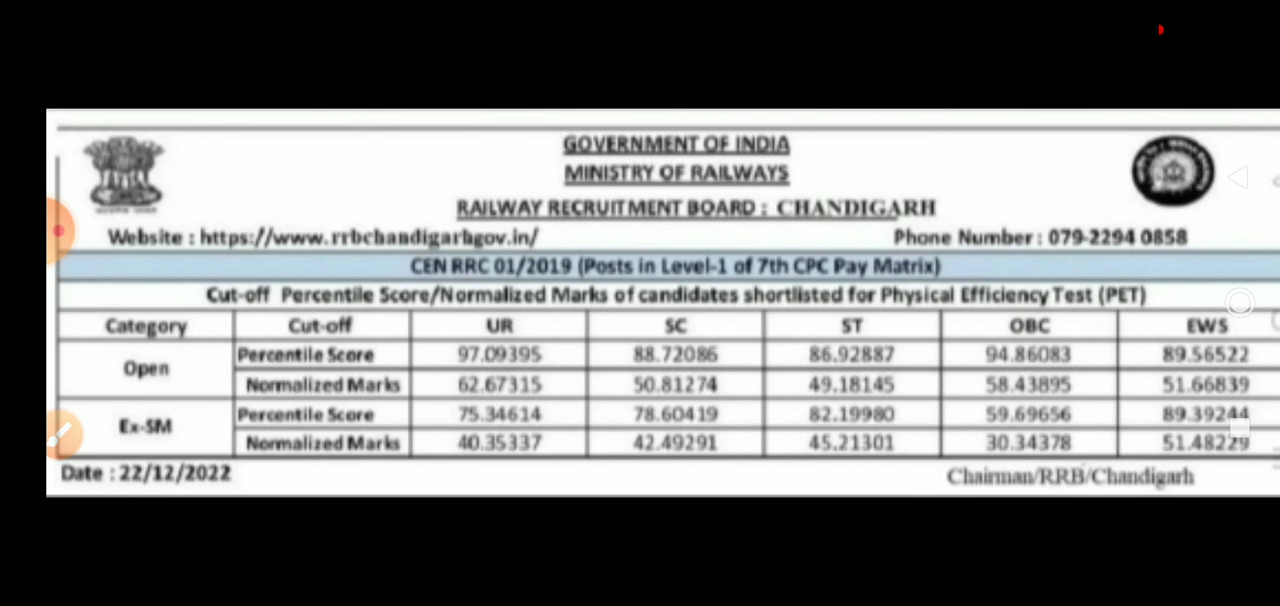 GOVERNMENT OF INDIA
MINISTRY OF RAILWAYS
RAILWAY RECRUITMENT BOARD : CHANDIGARH
Website : https://www.rrbchandigarhgov.in/ Phone Number : 079-2294 0858
CEN RRC 01/2019 (Posts in Level-1 of 7th CPC Pay Matrix)
Cut-off Percentile Score/Normalized Marks of candidates shortlisted for Physical Efficiency Test (PET)
Category Cut-off UR SC ST OBC EWS
Open Percentile Score 97.09395 88.72086 86.92887 94.86083 89.56522
Normalized Marks 62.67315 50.81274 49.18145 58.43895 51.66839
Ex-SM Percentile Score 75.34614 78.60419 82.19980 59.69656 89.39244
Normalized Marks 40.35337 42.49291 45.21301 30.34378 51.48229
Date : 22/12/2022 Chairman/RRB/Chandigarh